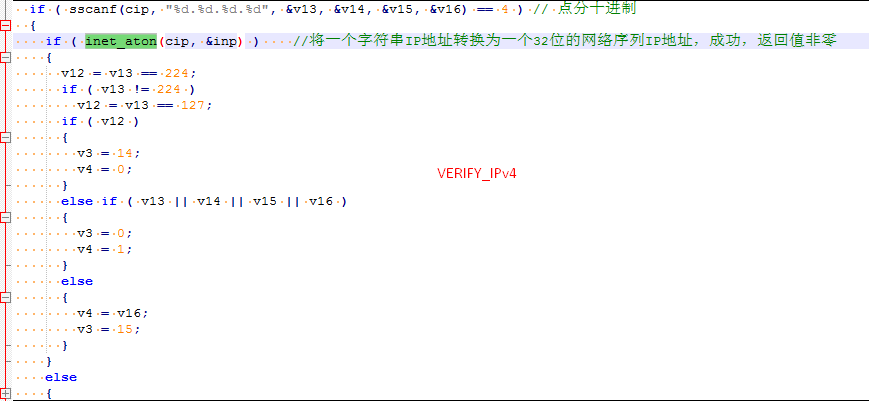 if ( sscanf(cip, "%d.%d.%d.%d", &v13, &v14, &v15, &v16) == 4 ) // 点分十进制
{
if ( inet_aton(cip, &inp) ) //将一个字符串IP地址转换为一个32位的网络序列IP地址，成功，返回值非零
{
v12 = v13 == 224;
if ( v13 != 224 )
v12 = v13 == 127;
if ( v12 )
{
v3 = 14;
v4 = 0;
VERIFY_IPv4
}
else if ( v13 || v14 || v15 || v16 )
{
v3 = 0;
v4 = 1;
}
else
{
v4 = v16;
v3 = 15;
}
}
else
{